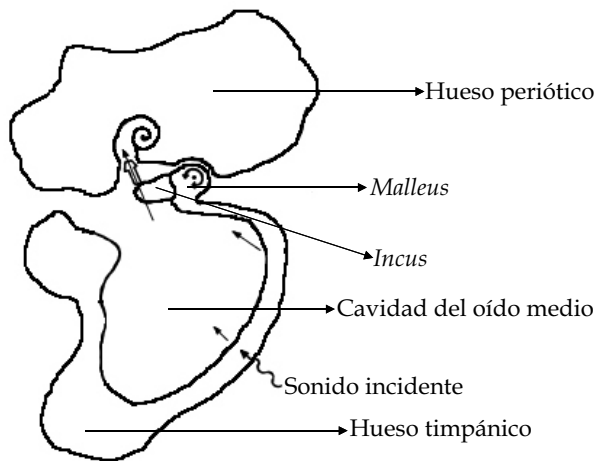 Hueso periótico
Malleus
Incus
Cavidad del oído medio
Sonido incidente
Hueso timpánico